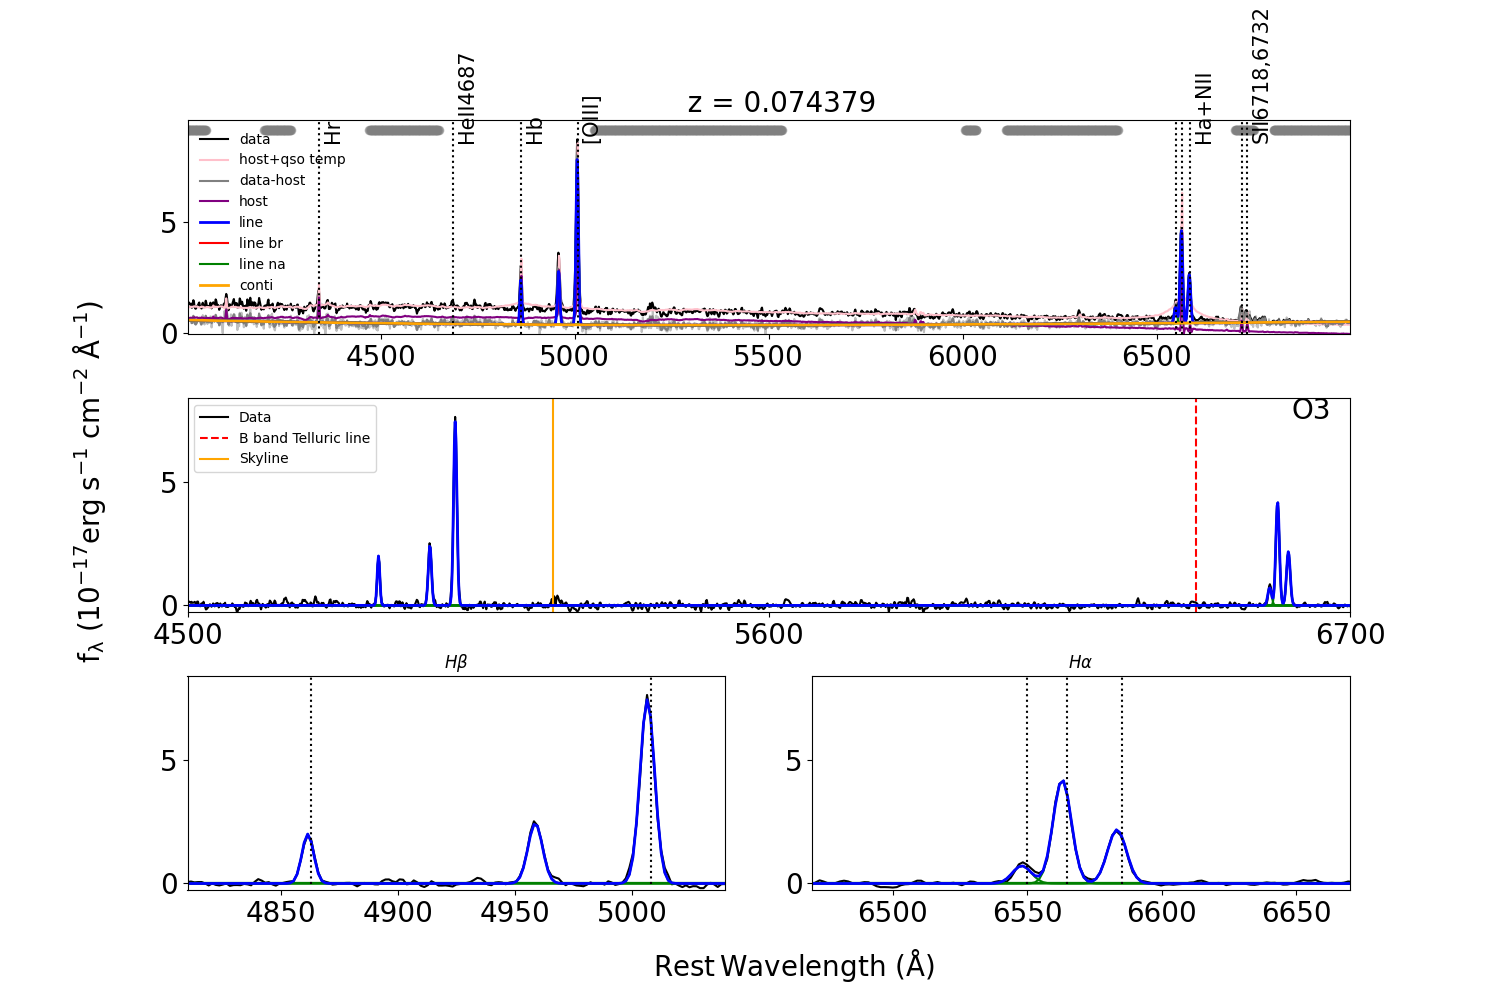 z = 0.074379
Hr
HeII4687
Hb
[OIII]
Ha+NII
SII6718,6732
data
host+qso temp
data-host
host
line
line br
line na
conti
5
0
4500
5000
5500
6000
6500
f_λ (10⁻¹⁷erg s⁻¹ cm⁻² Å⁻¹)
O3
Data
B band Telluric line
Skyline
5
0
4500
5600
6700
Hβ
5
0
4850
4900
4950
5000
Hα
5
0
6500
6550
6600
6650
Rest Wavelength (Å)